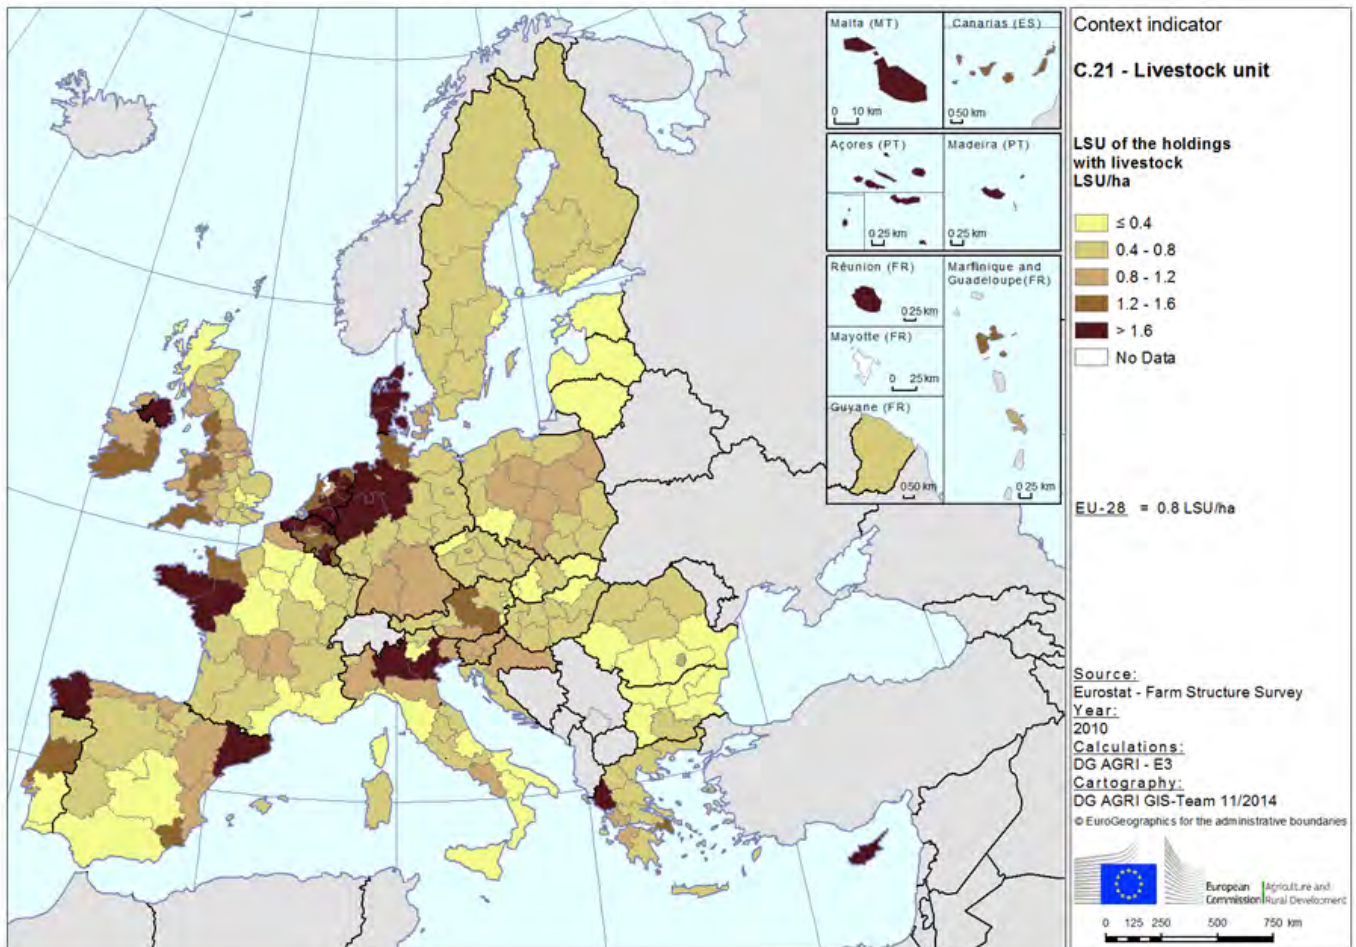 Malta (MT)
0 10 km
Canarias (ES)
0 50 km
Açores (PT)
0 25 km
Madeira (PT)
0 25 km
Réunion (FR)
0 25 km
Mayotte (FR)
0 25 km
Guyane (FR)
0 50 km
Martinique and
Guadeloupe(FR)
0 25 km
Context indicator
C.21 - Livestock unit
LSU of the holdings
with livestock
LSU/ha
≤ 0.4
0.4 - 0.8
0.8 - 1.2
1.2 - 1.6
> 1.6
No Data
EU-28 = 0.8 LSU/ha
Source:
Eurostat - Farm Structure Survey
Year:
2010
Calculations:
DG AGRI - E3
Cartography:
DG AGRI GIS-Team 11/2014
© EuroGeographics for the administrative boundaries
European
Commission
Agriculture and
Rural Development
0 125 250 500 750 km